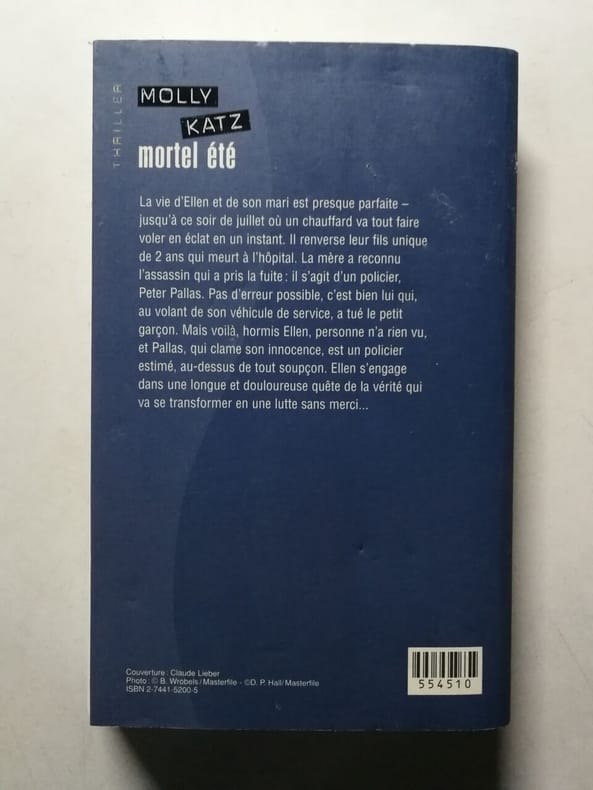 THRILLER
MOLLY
KATZ
mortel été
La vie d'Ellen et de son mari est presque parfaite –
jusqu'à ce soir de juillet où un chauffard va tout faire
voler en éclat en un instant. Il renverse leur fils unique
de 2 ans qui meurt à l'hôpital. La mère a reconnu
l'assassin qui a pris la fuite : il s'agit d'un policier,
Peter Pallas. Pas d'erreur possible, c'est bien lui qui,
au volant de son véhicule de service, a tué le petit
garçon. Mais voilà, hormis Ellen, personne n'a rien vu,
et Pallas, qui clame son innocence, est un policier
estimé, au-dessus de tout soupçon. Ellen s'engage
dans une longue et douloureuse quête de la vérité qui
va se transformer en une lutte sans merci...
Couverture : Claude Lieber
Photo : © B. Wrobels / Masterfile - ©D. P. Hall / Masterfile
ISBN 2-7441-5200-5
554510